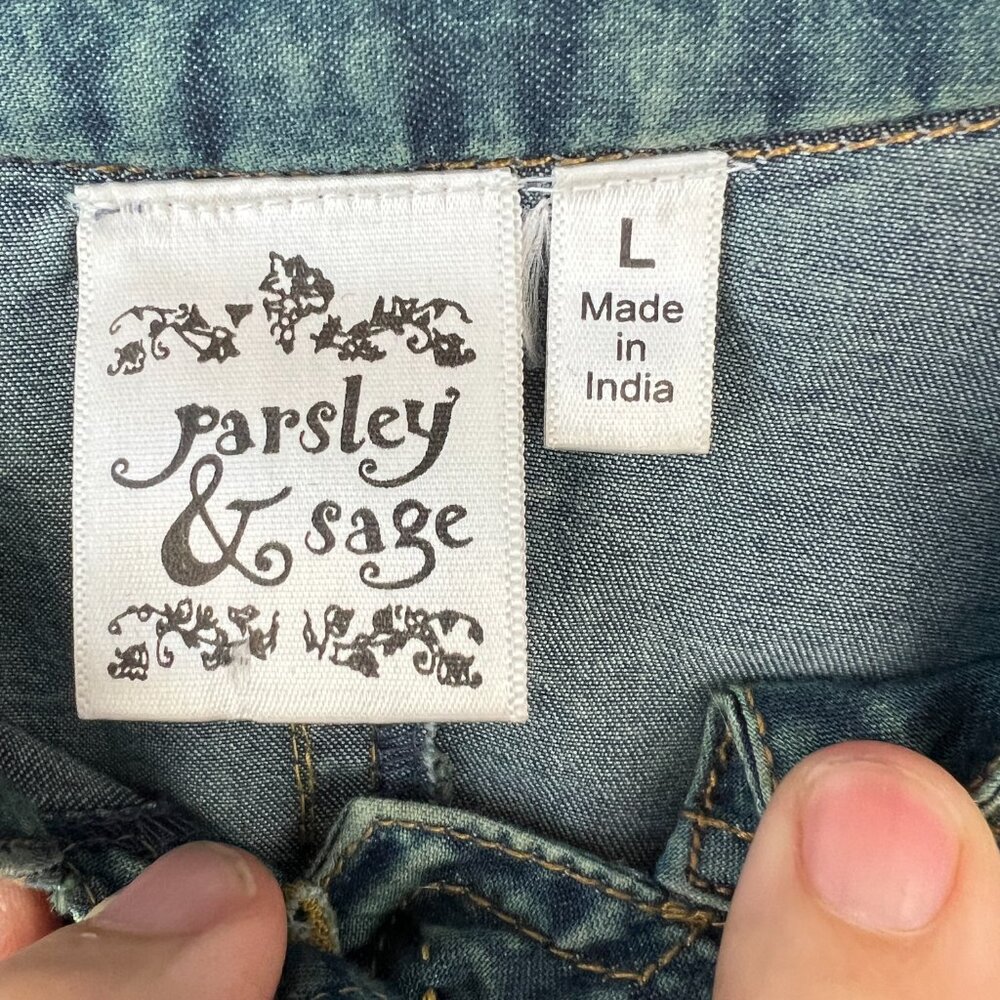 parsley
& sage
L
Made
in
India